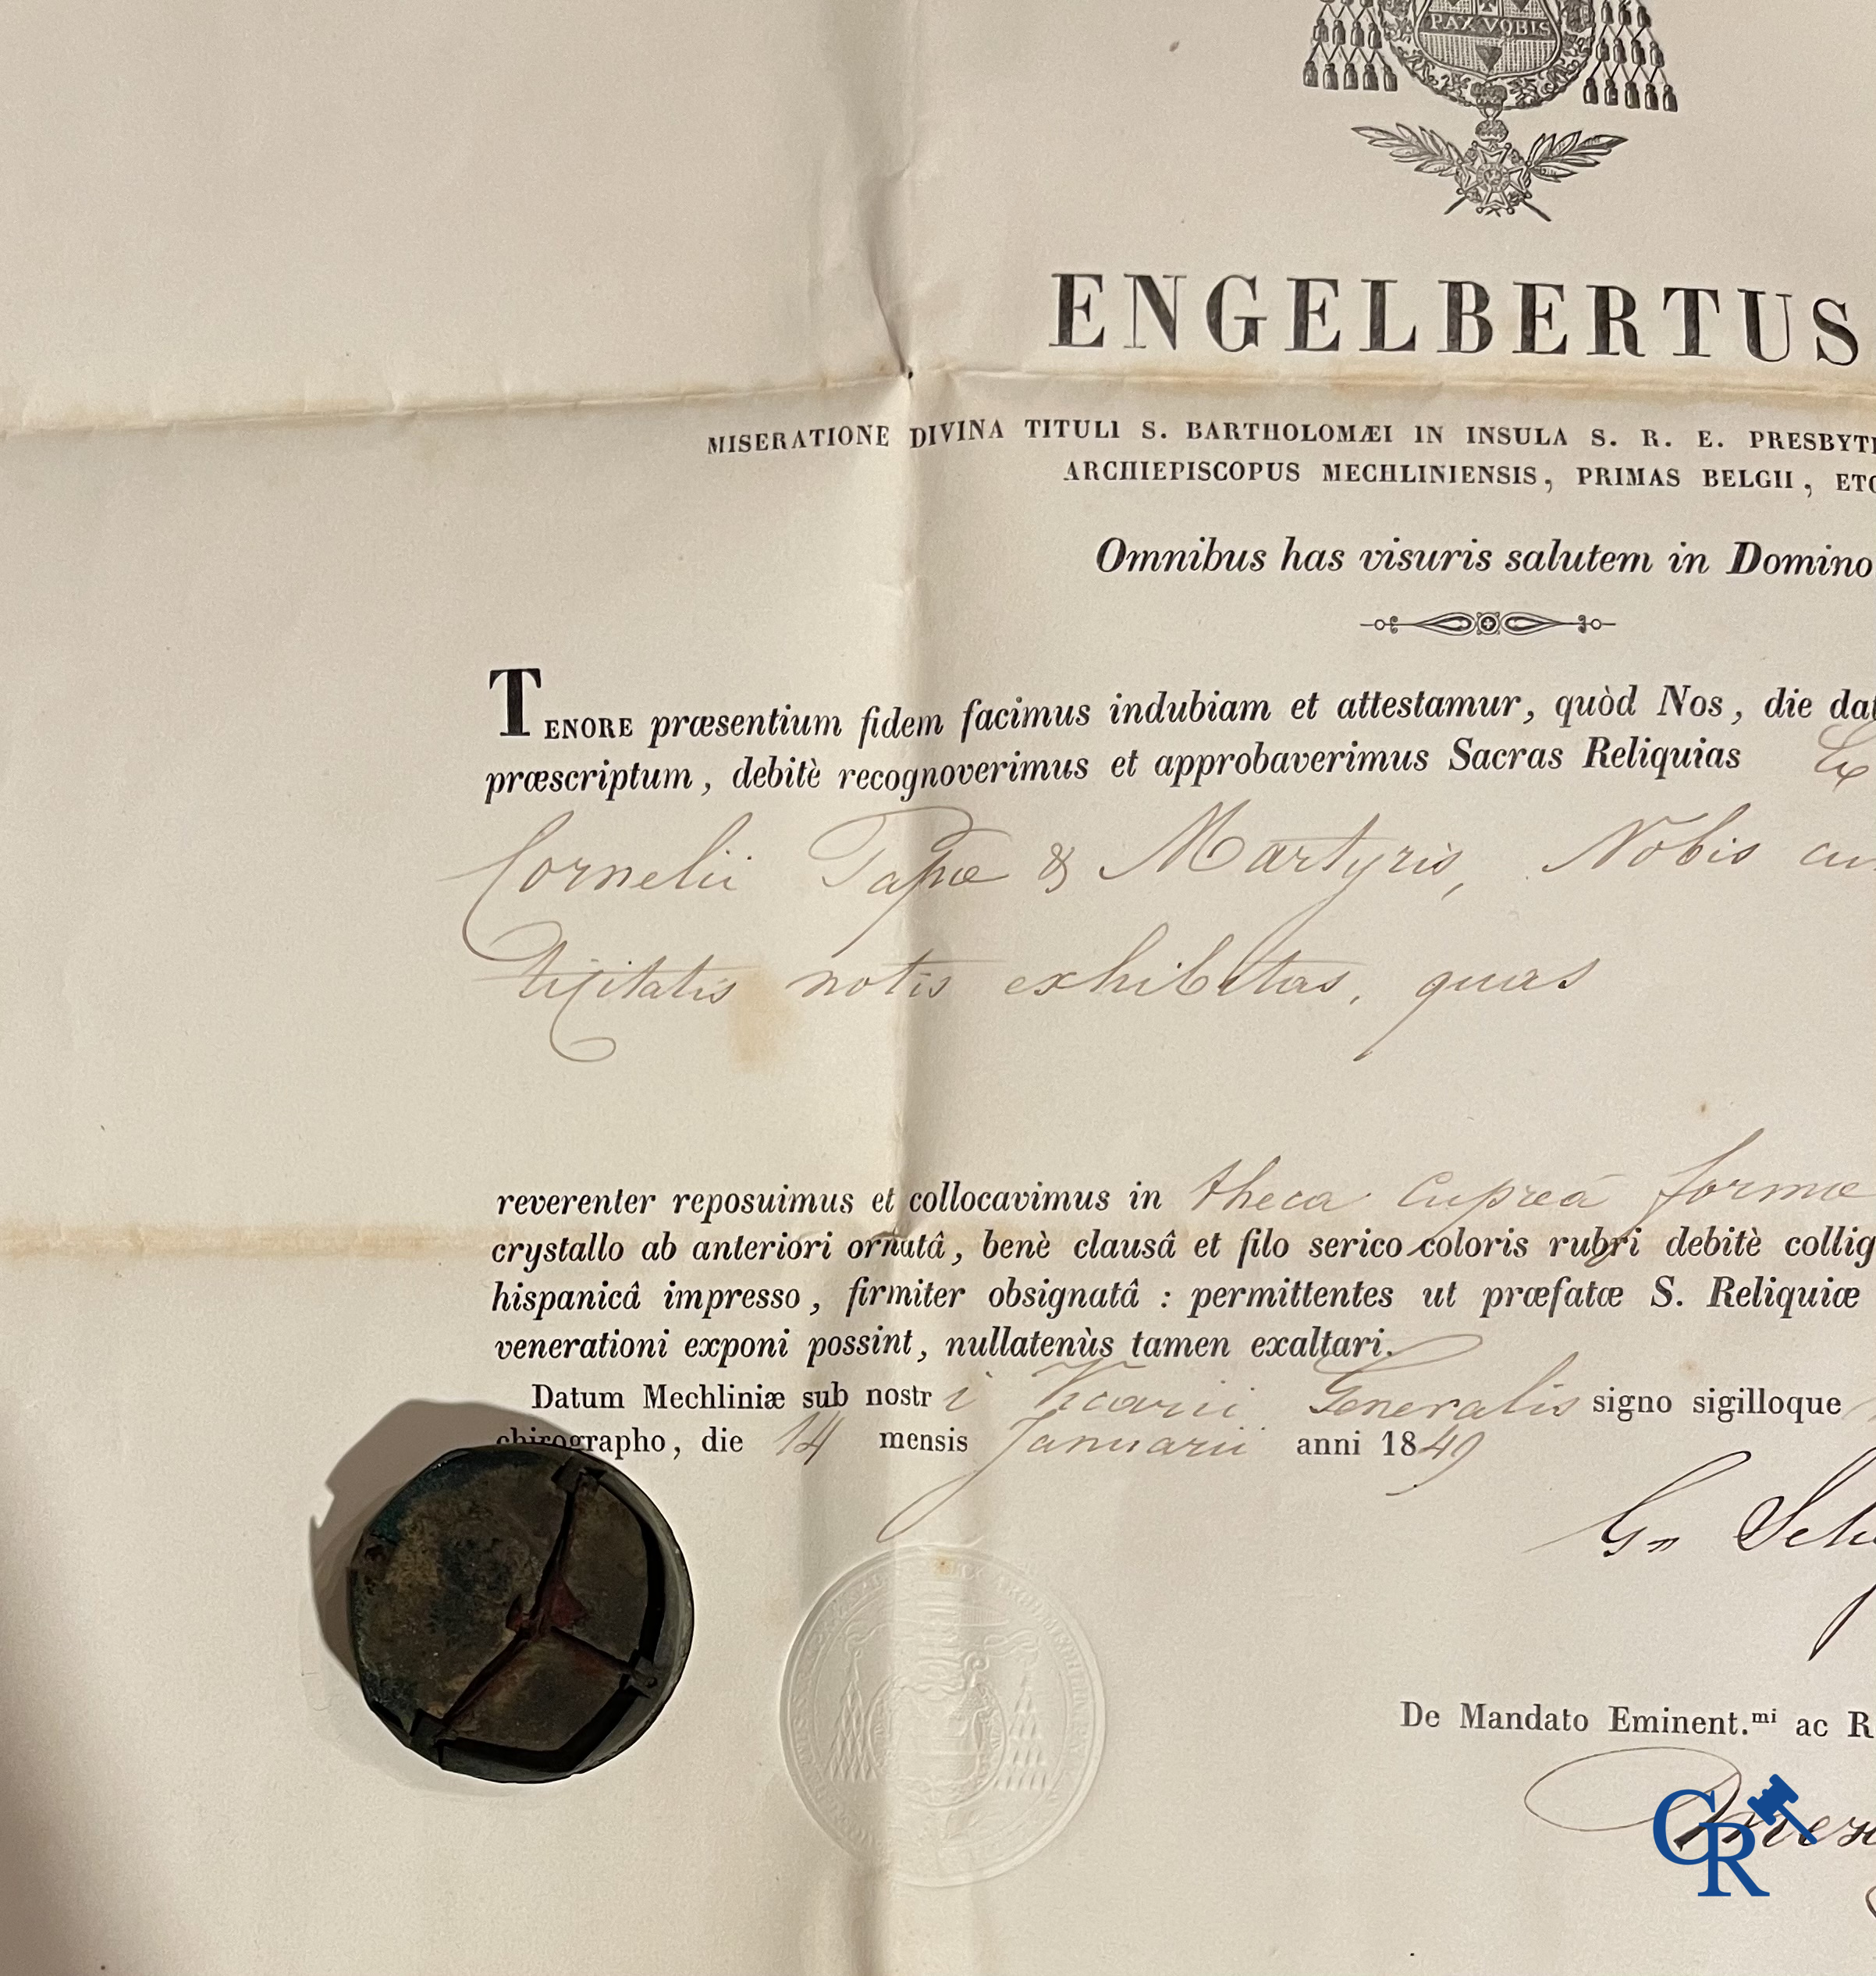 PAX VOBIS
ENGELBERTUS
MISERATIONE DIVINA TITULI S. BARTHOLOMÆI IN INSULA S. R. E. PRESBYTE
ARCHIEPISCOPUS MECHLINIENSIS, PRIMAS BELGII, ETC
Omnibus has visuris salutem in Domino
TENORE præsentium fidem facimus indubiam et attestamur, quòd Nos, die dat
præscriptum, debitè recognoverimus et approbaverimus Sacras Reliquias Ex
Cornelii Papæ & Martyris, Nobis cu
ticitatis notis exhibitas, quas
reverenter reposuimus et collocavimus in theca cupreâ formæ
crystallo ab anteriori ornatâ, benè clausâ et filo serico coloris rubri debitè collig
hispanicâ impresso, firmiter obsignatâ : permittentes ut præfatæ S. Reliquiæ
venerationi exponi possint, nullatenùs tamen exaltari.
Datum Mechliniæ sub nostri Vicarii Generalis signo sigilloque
chirographo, die 14 mensis Januarii anni 1849
De Mandato Eminent.mi ac R
CR